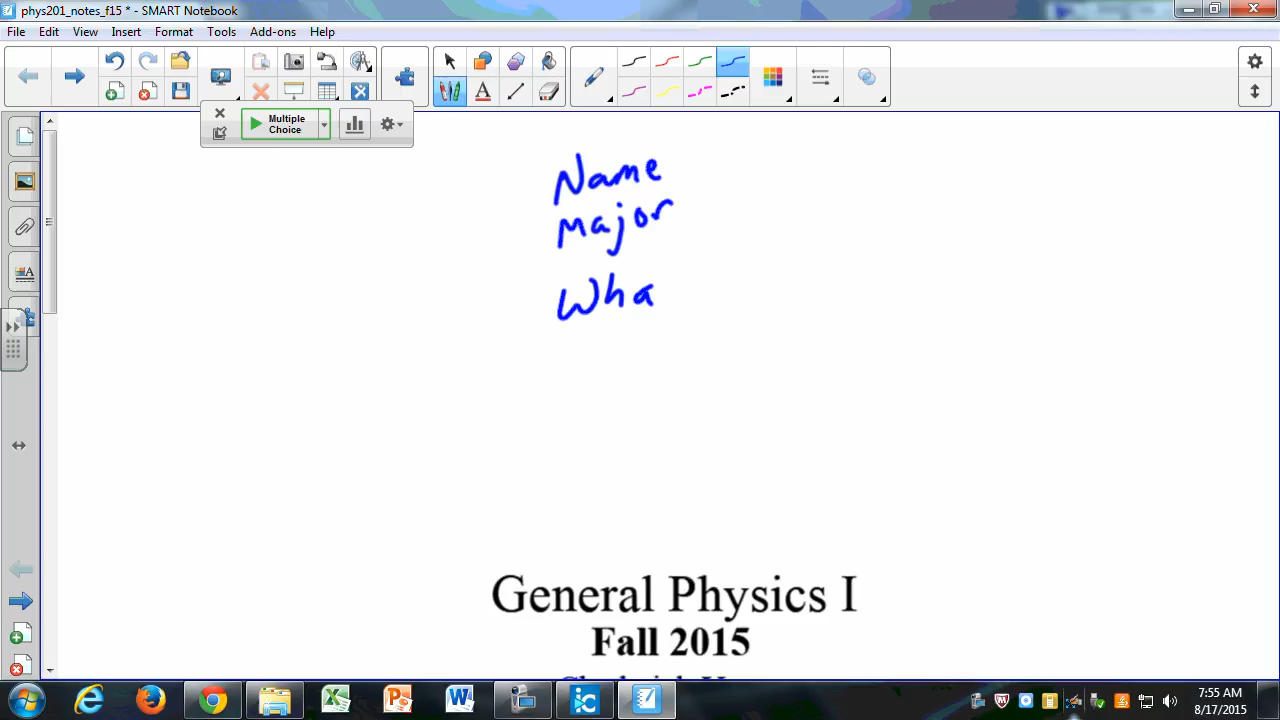 phys201_notes_f15 * - SMART Notebook
File Edit View Insert Format Tools Add-ons Help
Multiple
Choice
Name
Major
Wha
General Physics I
Fall 2015
7:55 AM
8/17/2015